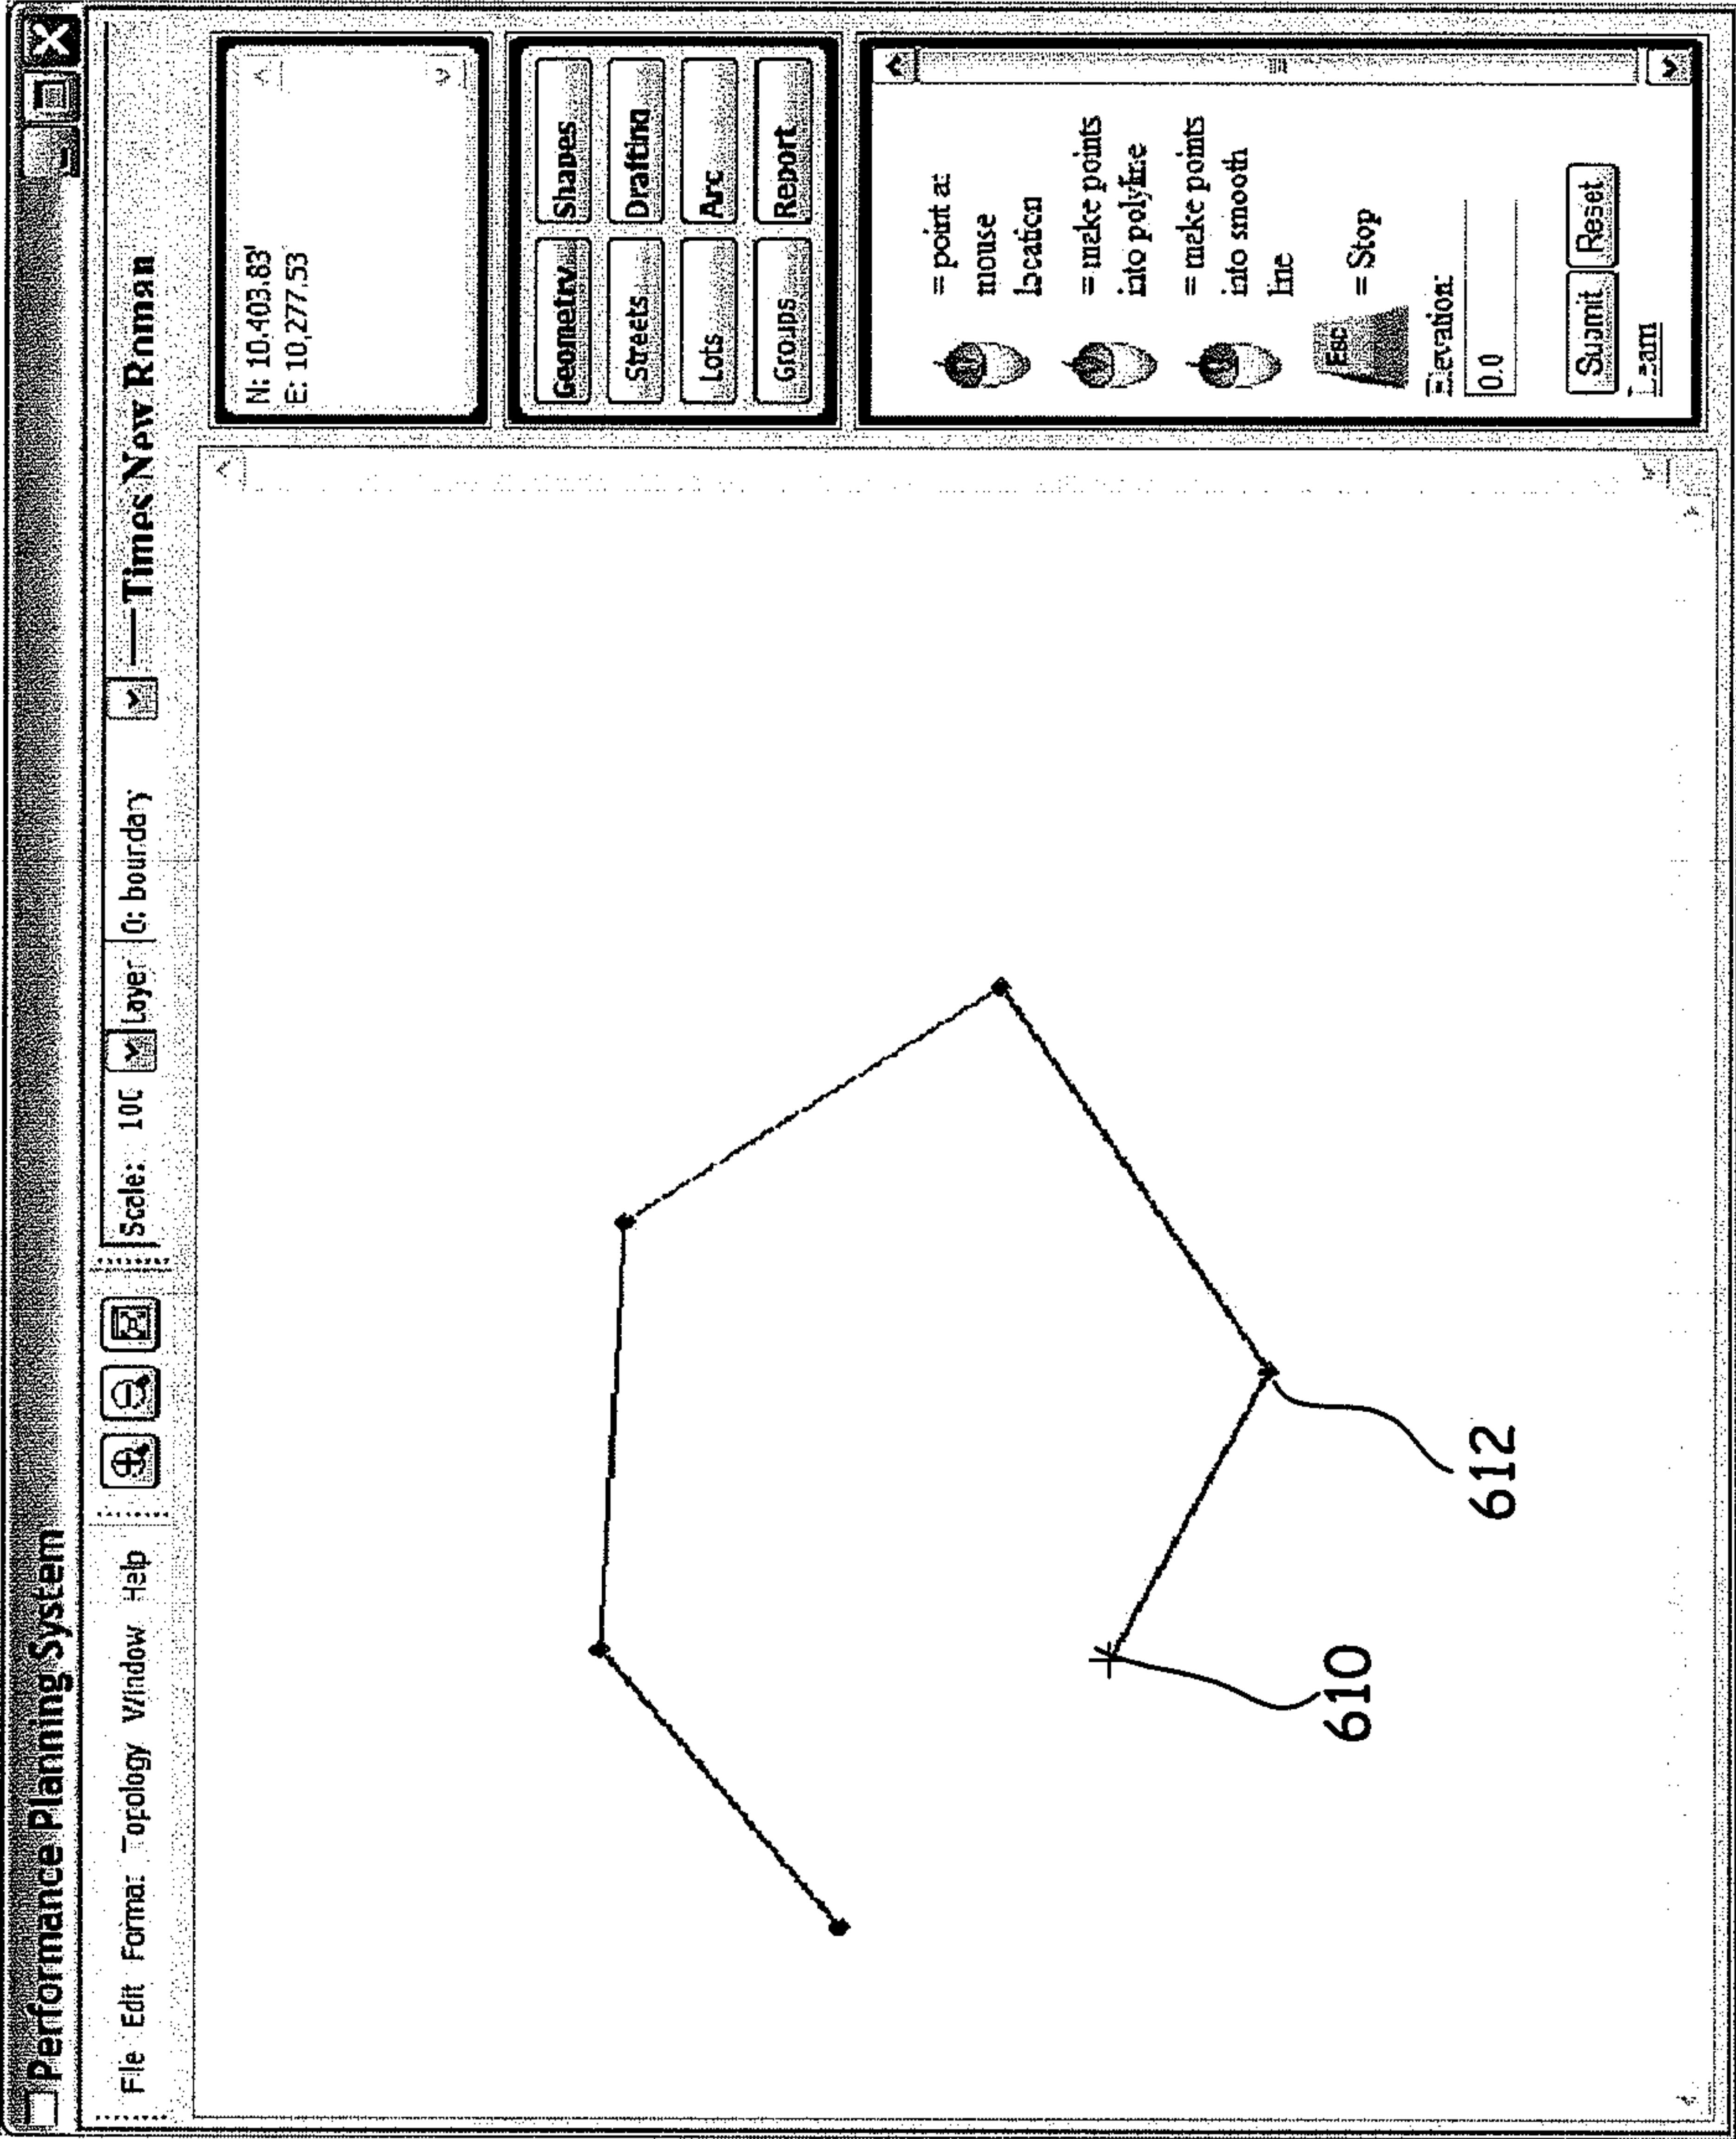 Performance Planning System
File Edit Format Topology Window Help
Scale: 100 Layer 0: boundary
Times New Roman
N: 10,403.83'
E: 10,277.53
Geometry Shapes
Streets Drafting
Lots Arc
Groups Report
= point at
mouse
location
= make points
into polyline
= make points
into smooth
line
Esc = Stop
Elevation:
0.0
Submit Reset
Learn
610
612